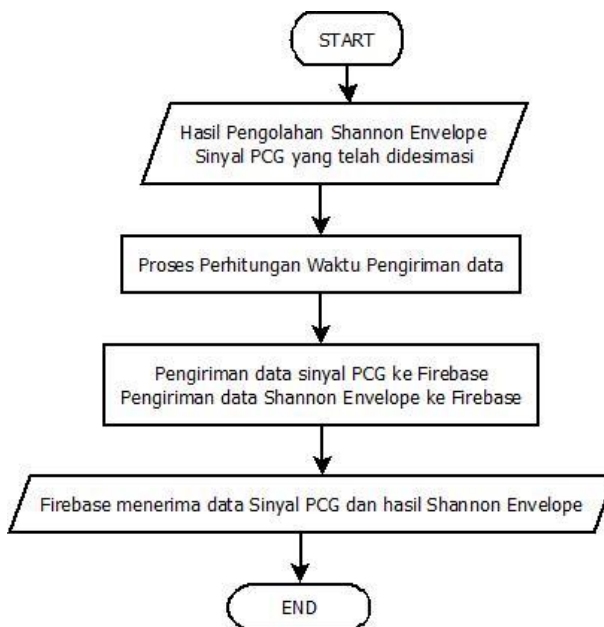 START
Hasil Pengolahan Shannon Envelope
Sinyal PCG yang telah didesimasi
Proses Perhitungan Waktu Pengiriman data
Pengiriman data sinyal PCG ke Firebase
Pengiriman data Shannon Envelope ke Firebase
Firebase menerima data Sinyal PCG dan hasil Shannon Envelope
END